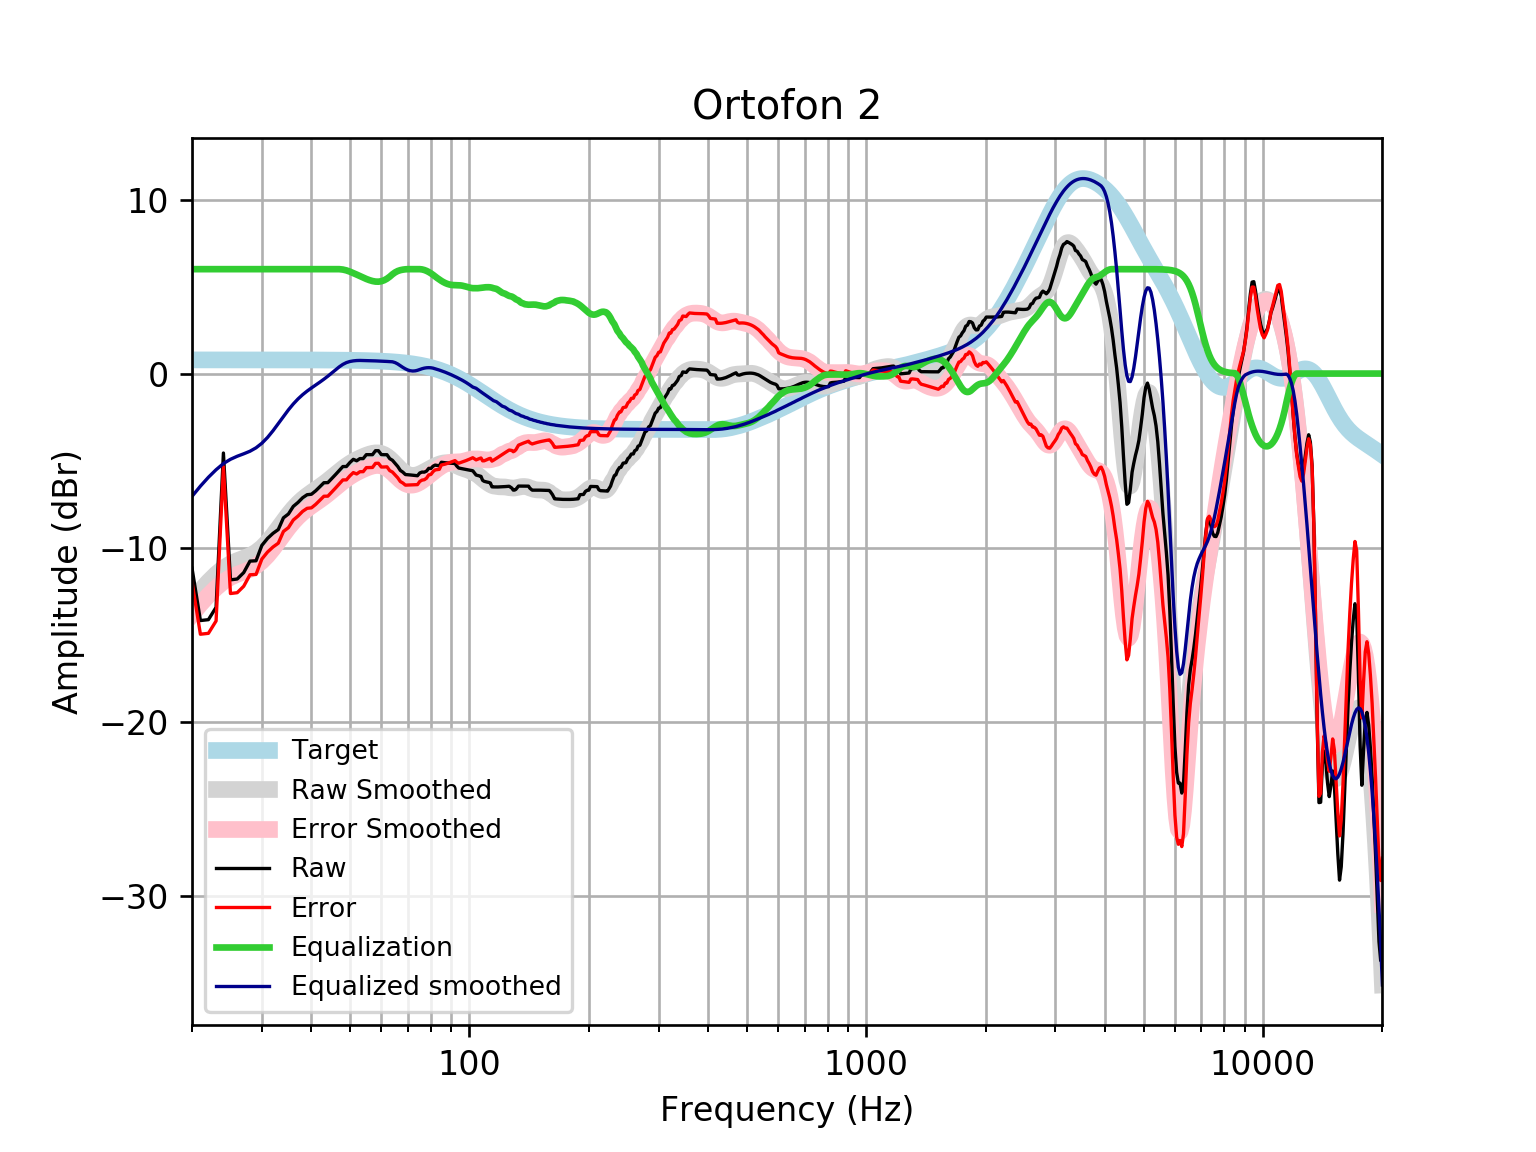 Ortofon 2
Amplitude (dBr)
10
0
−10
−20
−30
Target
Raw Smoothed
Error Smoothed
Raw
Error
Equalization
Equalized smoothed
100
1000
10000
Frequency (Hz)